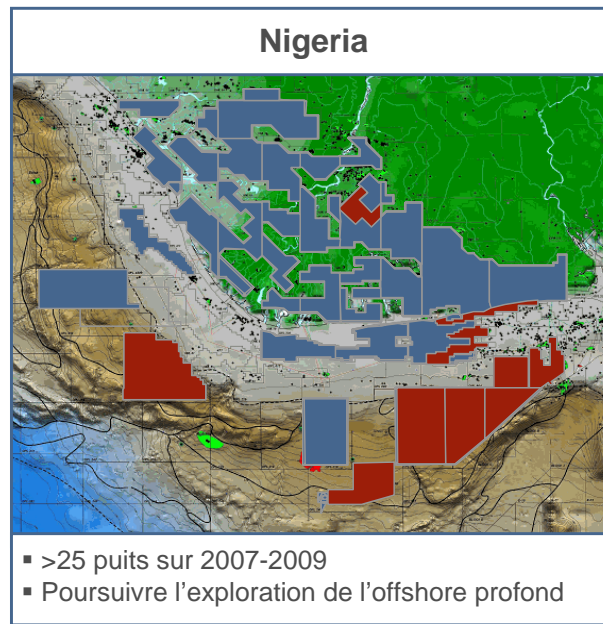 Nigeria
▪ >25 puits sur 2007-2009
▪ Poursuivre l’exploration de l’offshore profond